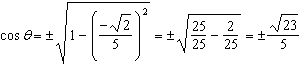 cos θ = ± √(1 − (−√2/5)²) = ± √(25/25 − 2/25) = ± √23/5